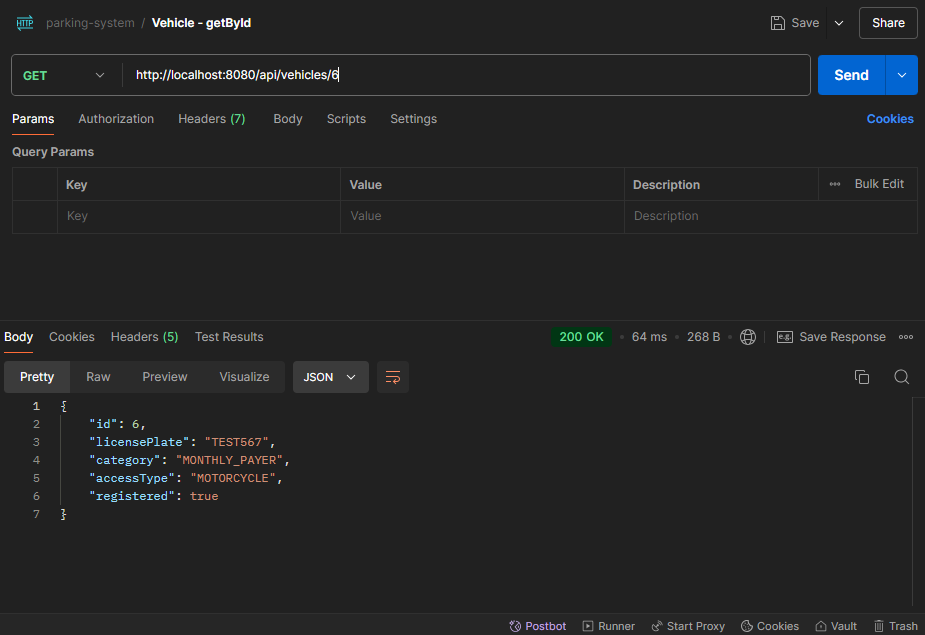 HTTP parking-system / Vehicle - getById Save Share
GET http://localhost:8080/api/vehicles/6 Send
Params Authorization Headers (7) Body Scripts Settings Cookies
Query Params
Key Value Description ••• Bulk Edit
Key Value Description
Body Cookies Headers (5) Test Results 200 OK • 64 ms • 268 B • e.g. Save Response
Pretty Raw Preview Visualize JSON
1 {
2 "id": 6,
3 "licensePlate": "TEST567",
4 "category": "MONTHLY_PAYER",
5 "accessType": "MOTORCYCLE",
6 "registered": true
7 }
Postbot Runner Start Proxy Cookies Vault Trash